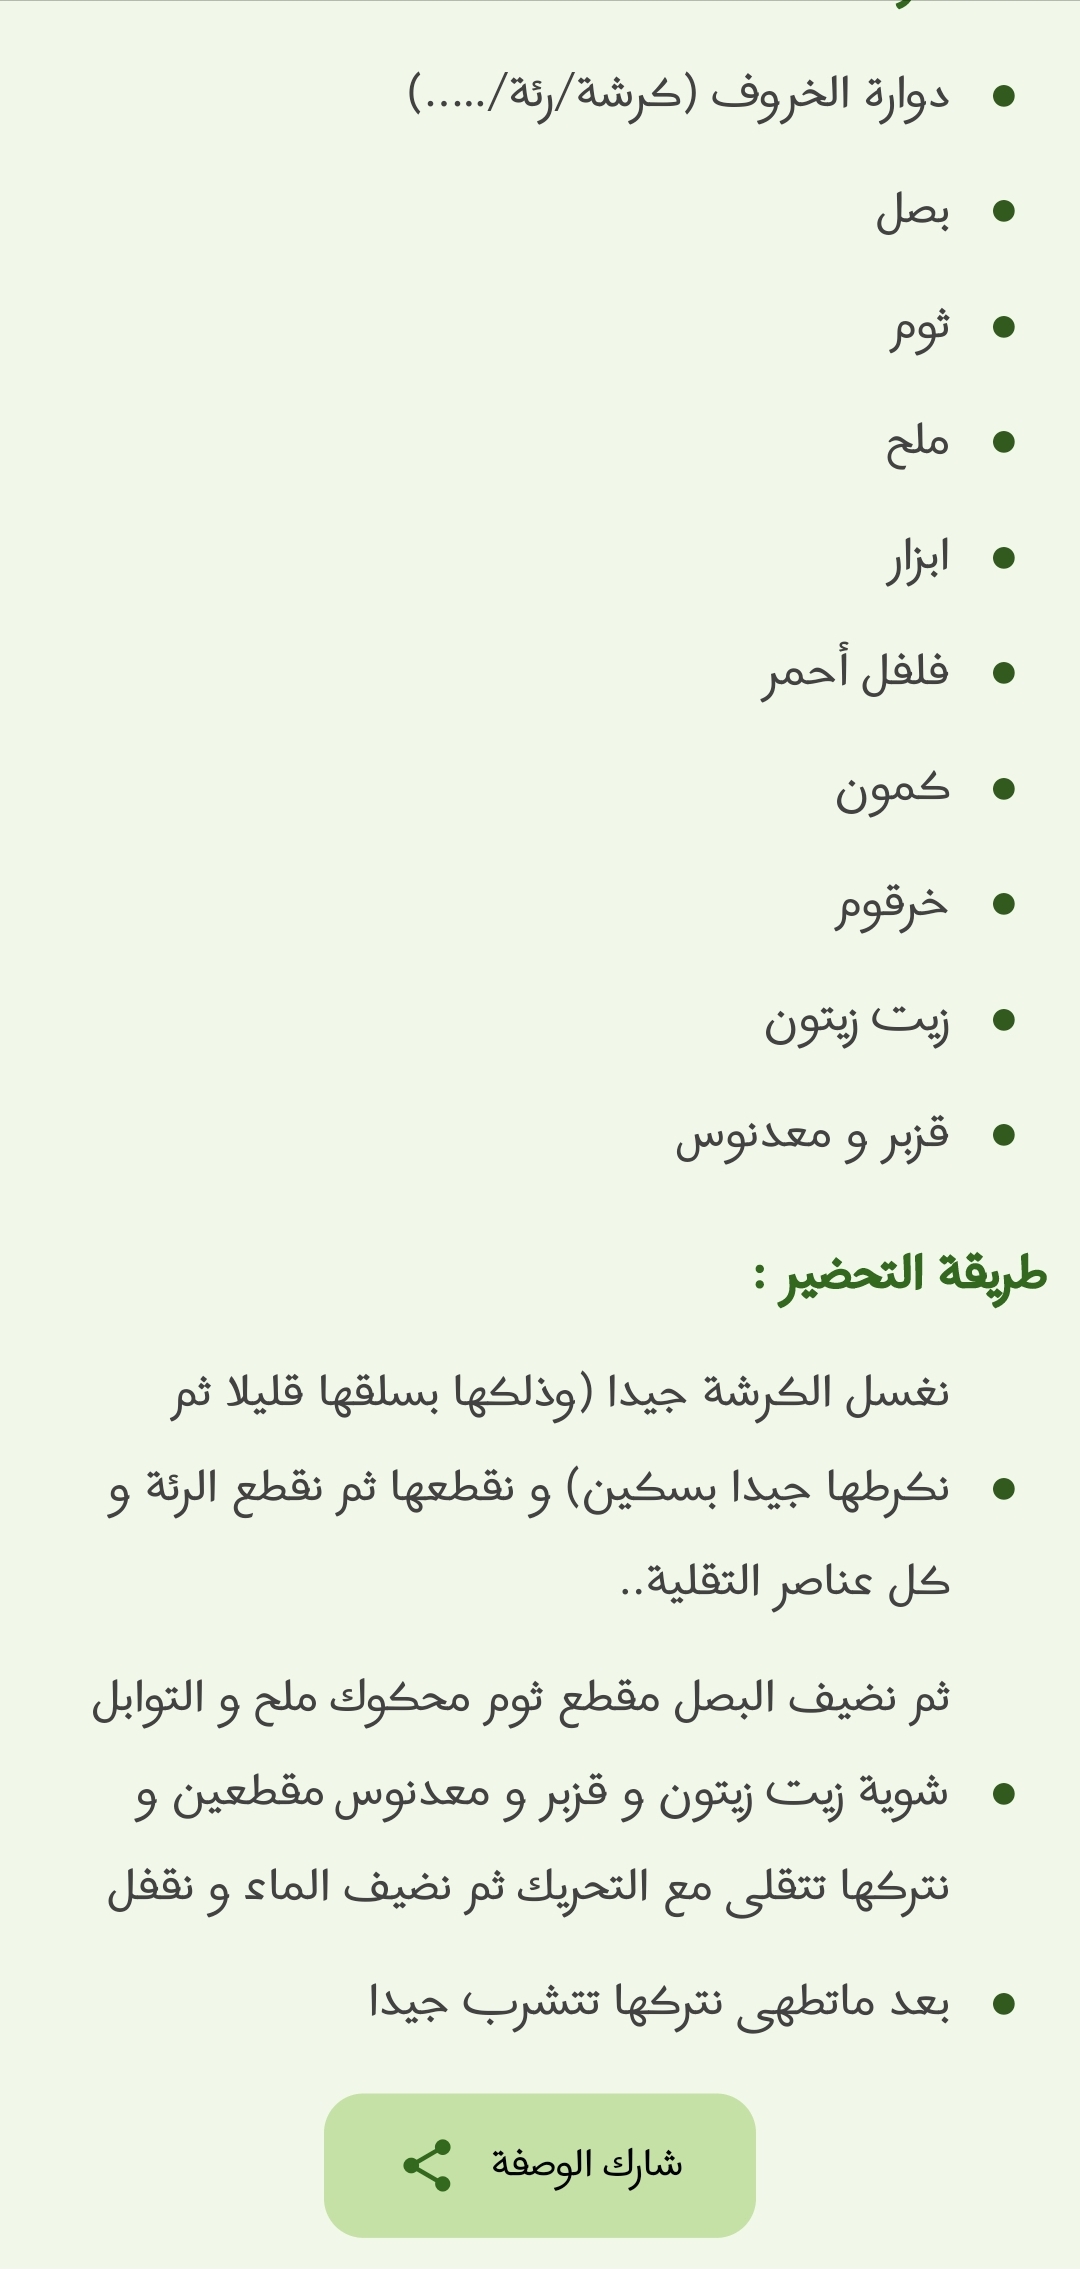 دوارة الخروف (كرشة/رئة/.....)
بصل
ثوم
ملح
ابزار
فلفل أحمر
كمون
خرقوم
زيت زيتون
قزبر و معدنوس
طريقة التحضير :
نغسل الكرشة جيدا (وذلكها بسلقها قليلا ثم
نكرطها جيدا بسكين) و نقطعها ثم نقطع الرئة و
كل عناصر التقلية..
ثم نضيف البصل مقطع ثوم محكوك ملح و التوابل
شوية زيت زيتون و قزبر و معدنوس مقطعين و
نتركها تتقلى مع التحريك ثم نضيف الماء و نقفل
بعد ماتطهى نتركها تتشرب جيدا
شارك الوصفة